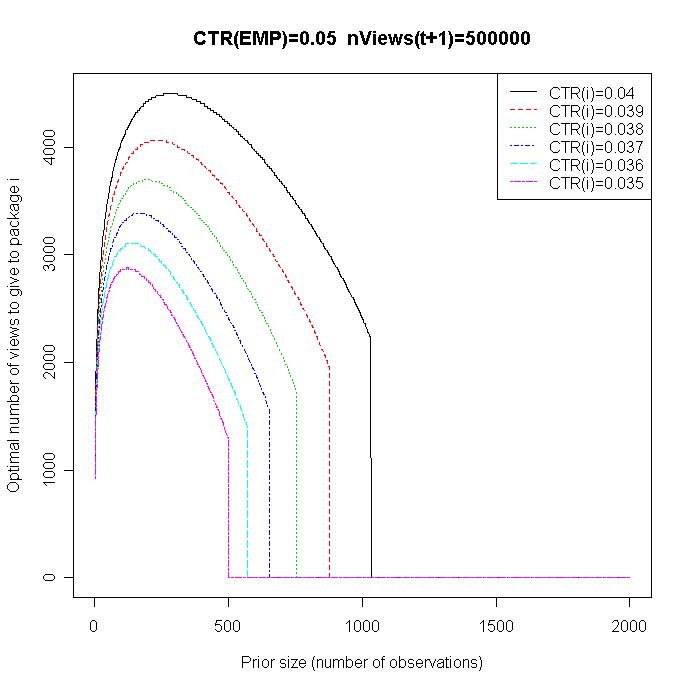 CTR(EMP)=0.05 nViews(t+1)=500000
CTR(i)=0.04
CTR(i)=0.039
CTR(i)=0.038
CTR(i)=0.037
CTR(i)=0.036
CTR(i)=0.035
Optimal number of views to give to package i
4000
3000
2000
1000
0
0 500 1000 1500 2000
Prior size (number of observations)